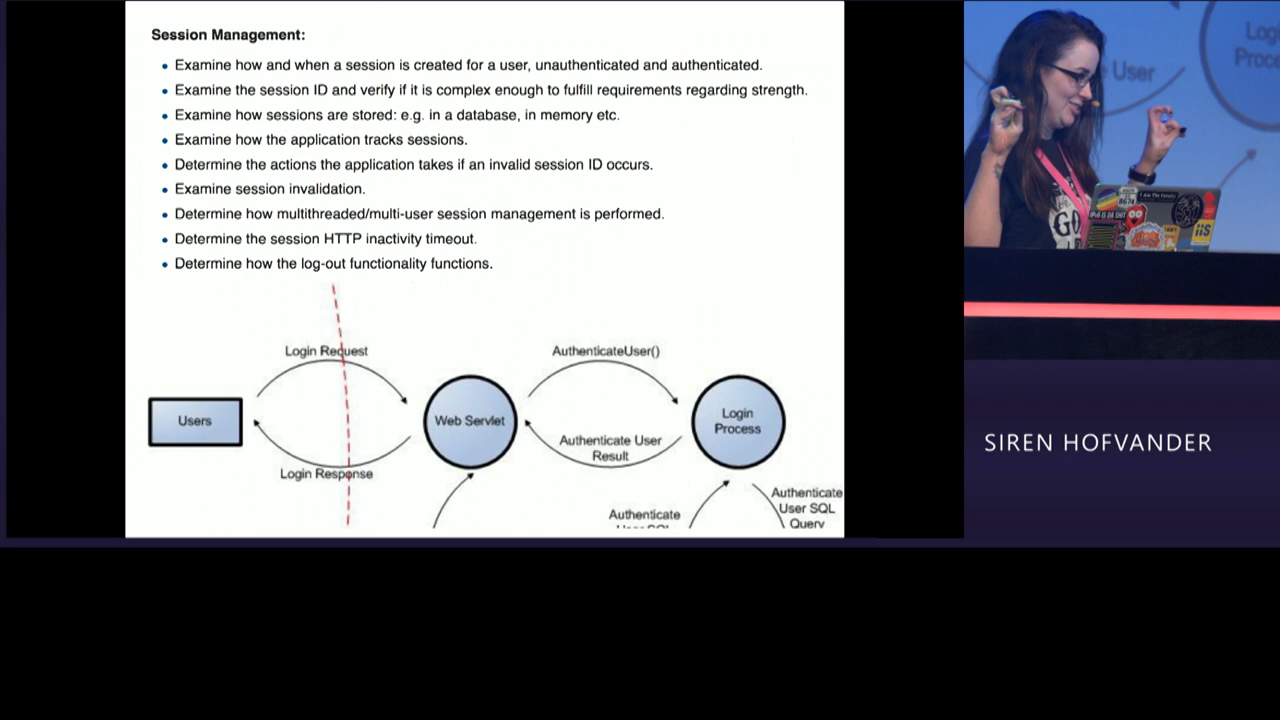 Session Management:
• Examine how and when a session is created for a user, unauthenticated and authenticated.
• Examine the session ID and verify if it is complex enough to fulfill requirements regarding strength.
• Examine how sessions are stored: e.g. in a database, in memory etc.
• Examine how the application tracks sessions.
• Determine the actions the application takes if an invalid session ID occurs.
• Examine session invalidation.
• Determine how multithreaded/multi-user session management is performed.
• Determine the session HTTP inactivity timeout.
• Determine how the log-out functionality functions.
Login Request
AuthenticateUser()
Users
Web Servlet
Login
Process
Authenticate User
Result
Login Response
Authenticate
User SQL
Query
Authenticate
User
GO
iis
SIREN HOFVANDER